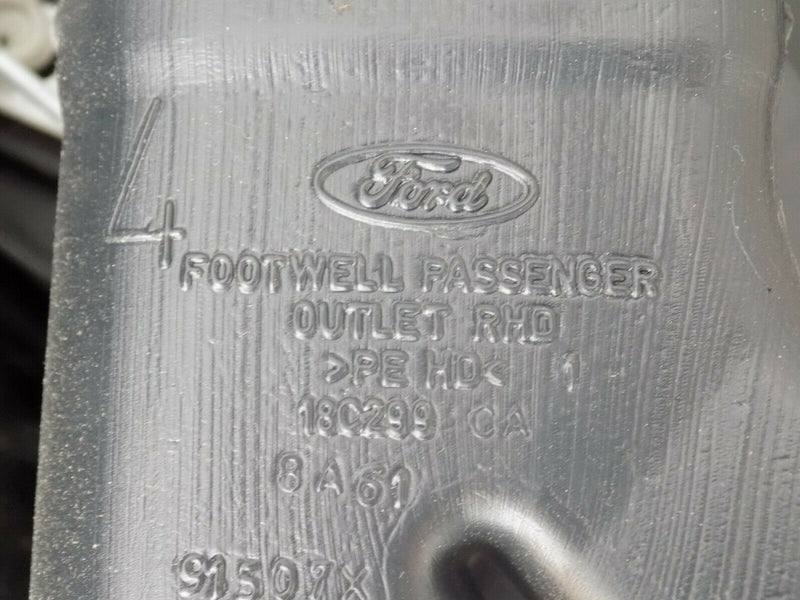 Ford
4
FOOTWELL PASSENGER
OUTLET RHD
>PE HD< 1
18C299 CA
8A61
91507X